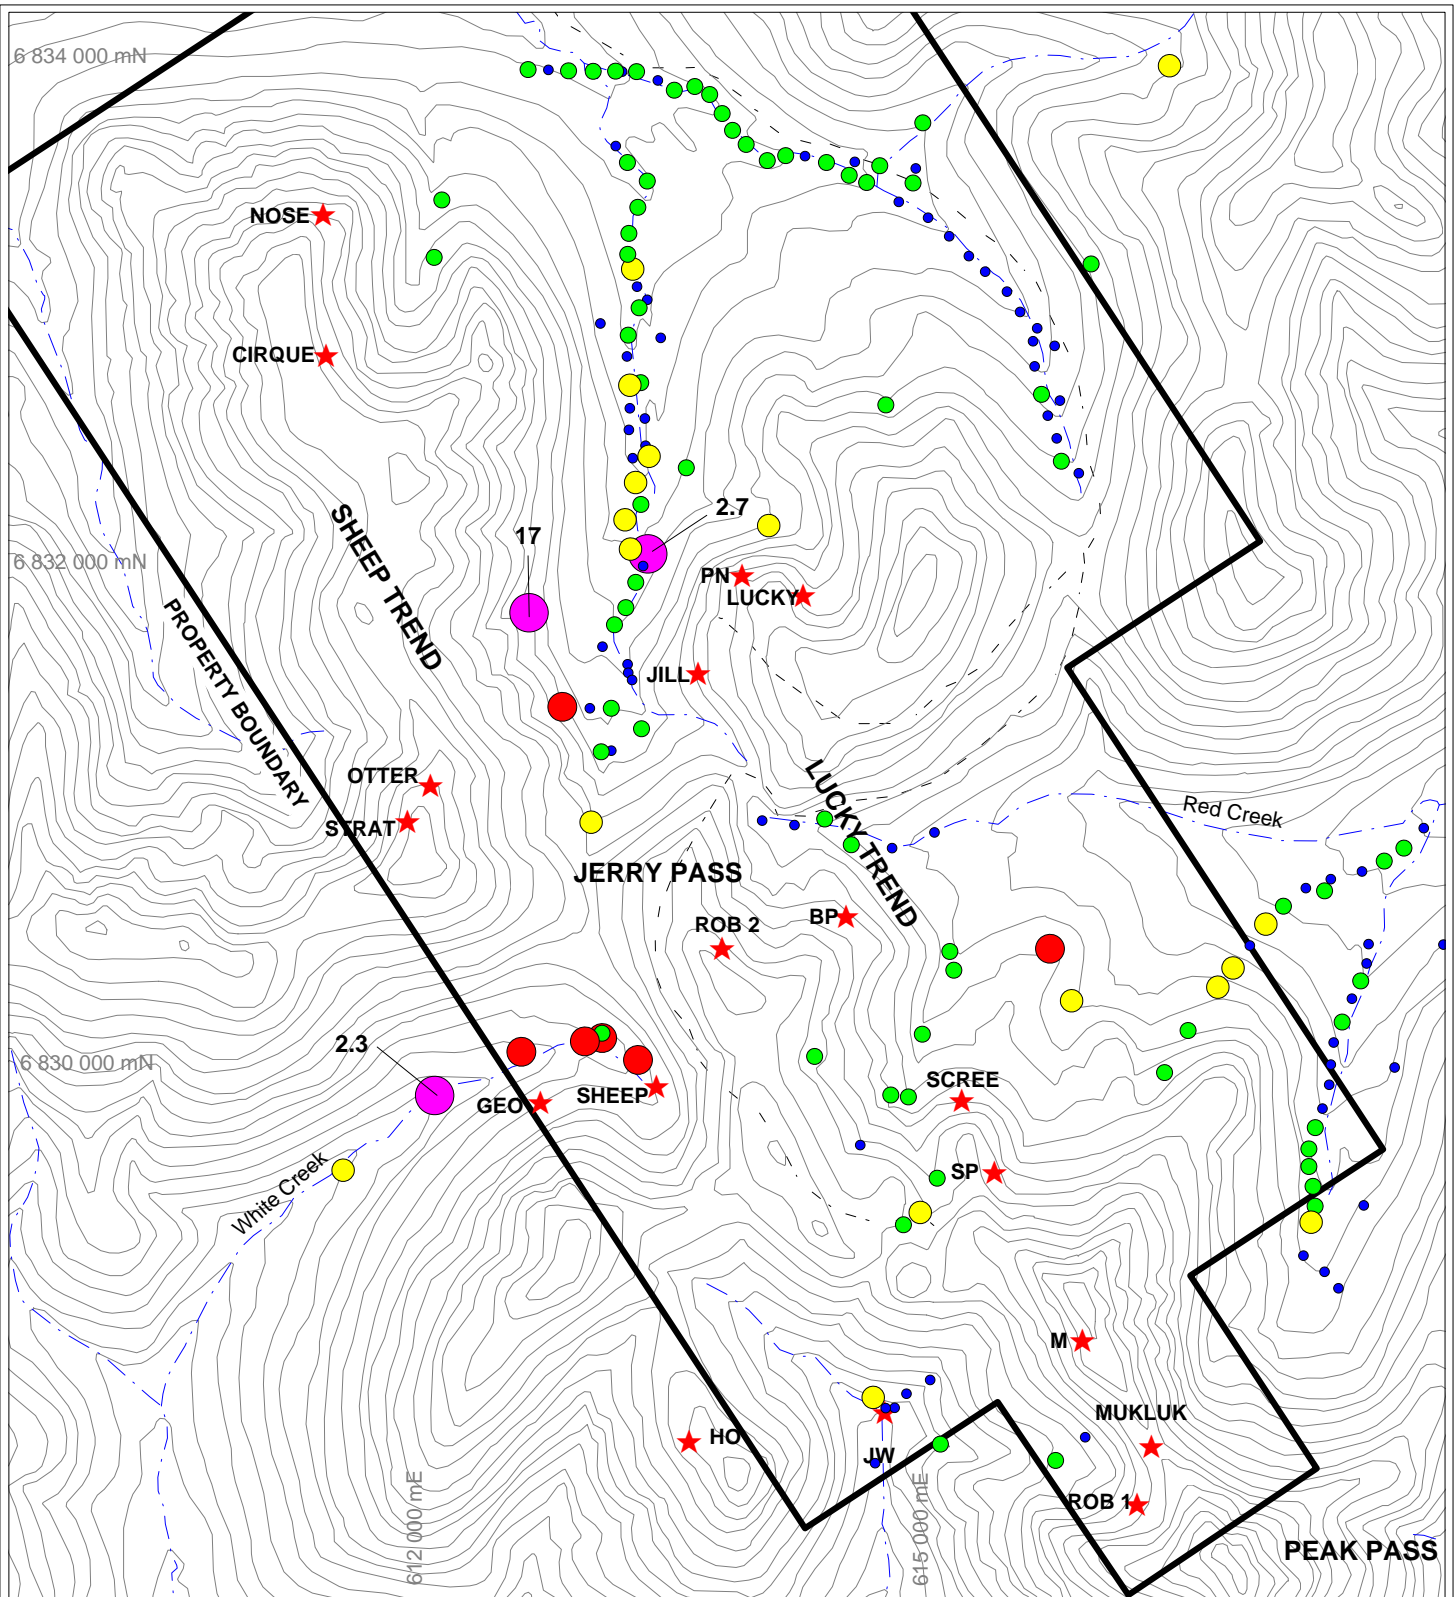 6 834 000 mN
NOSE
CIRQUE
SHEEP TREND
17
2.7
6 832 000 mN
PN
LUCKY
PROPERTY BOUNDARY
JILL
OTTER
STRAT
LUCKY TREND
Red Creek
JERRY PASS
BP
ROB 2
2.3
6 830 000 mN
SCREE
SHEEP
GEO
SP
White Creek
M
MUKLUK
HO
JW
ROB 1
612 000 mE
615 000 mE
PEAK PASS